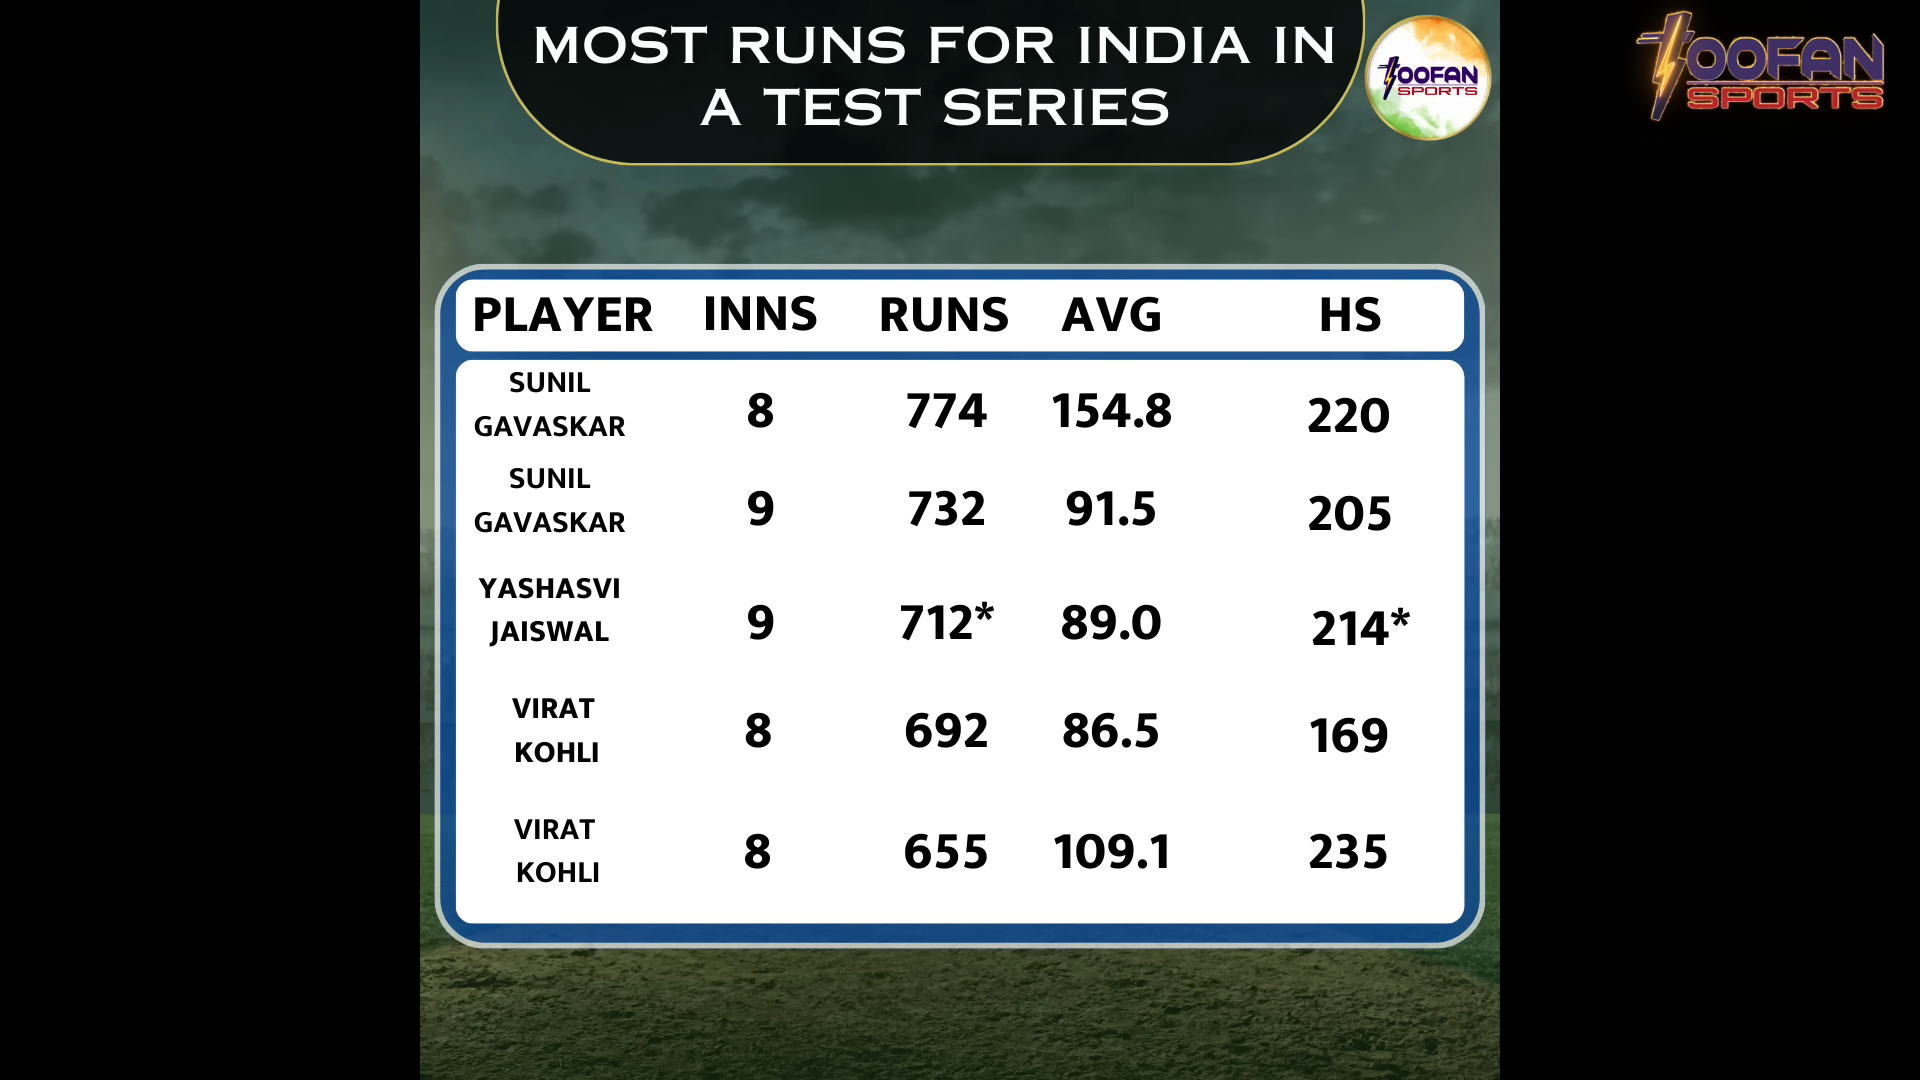 MOST RUNS FOR INDIA IN
A TEST SERIES
TOOFAN
SPORTS
TOOFAN
SPORTS
PLAYER INNS RUNS AVG HS
SUNIL
GAVASKAR 8 774 154.8 220
SUNIL
GAVASKAR 9 732 91.5 205
YASHASVI
JAISWAL 9 712* 89.0 214*
VIRAT
KOHLI 8 692 86.5 169
VIRAT
KOHLI 8 655 109.1 235